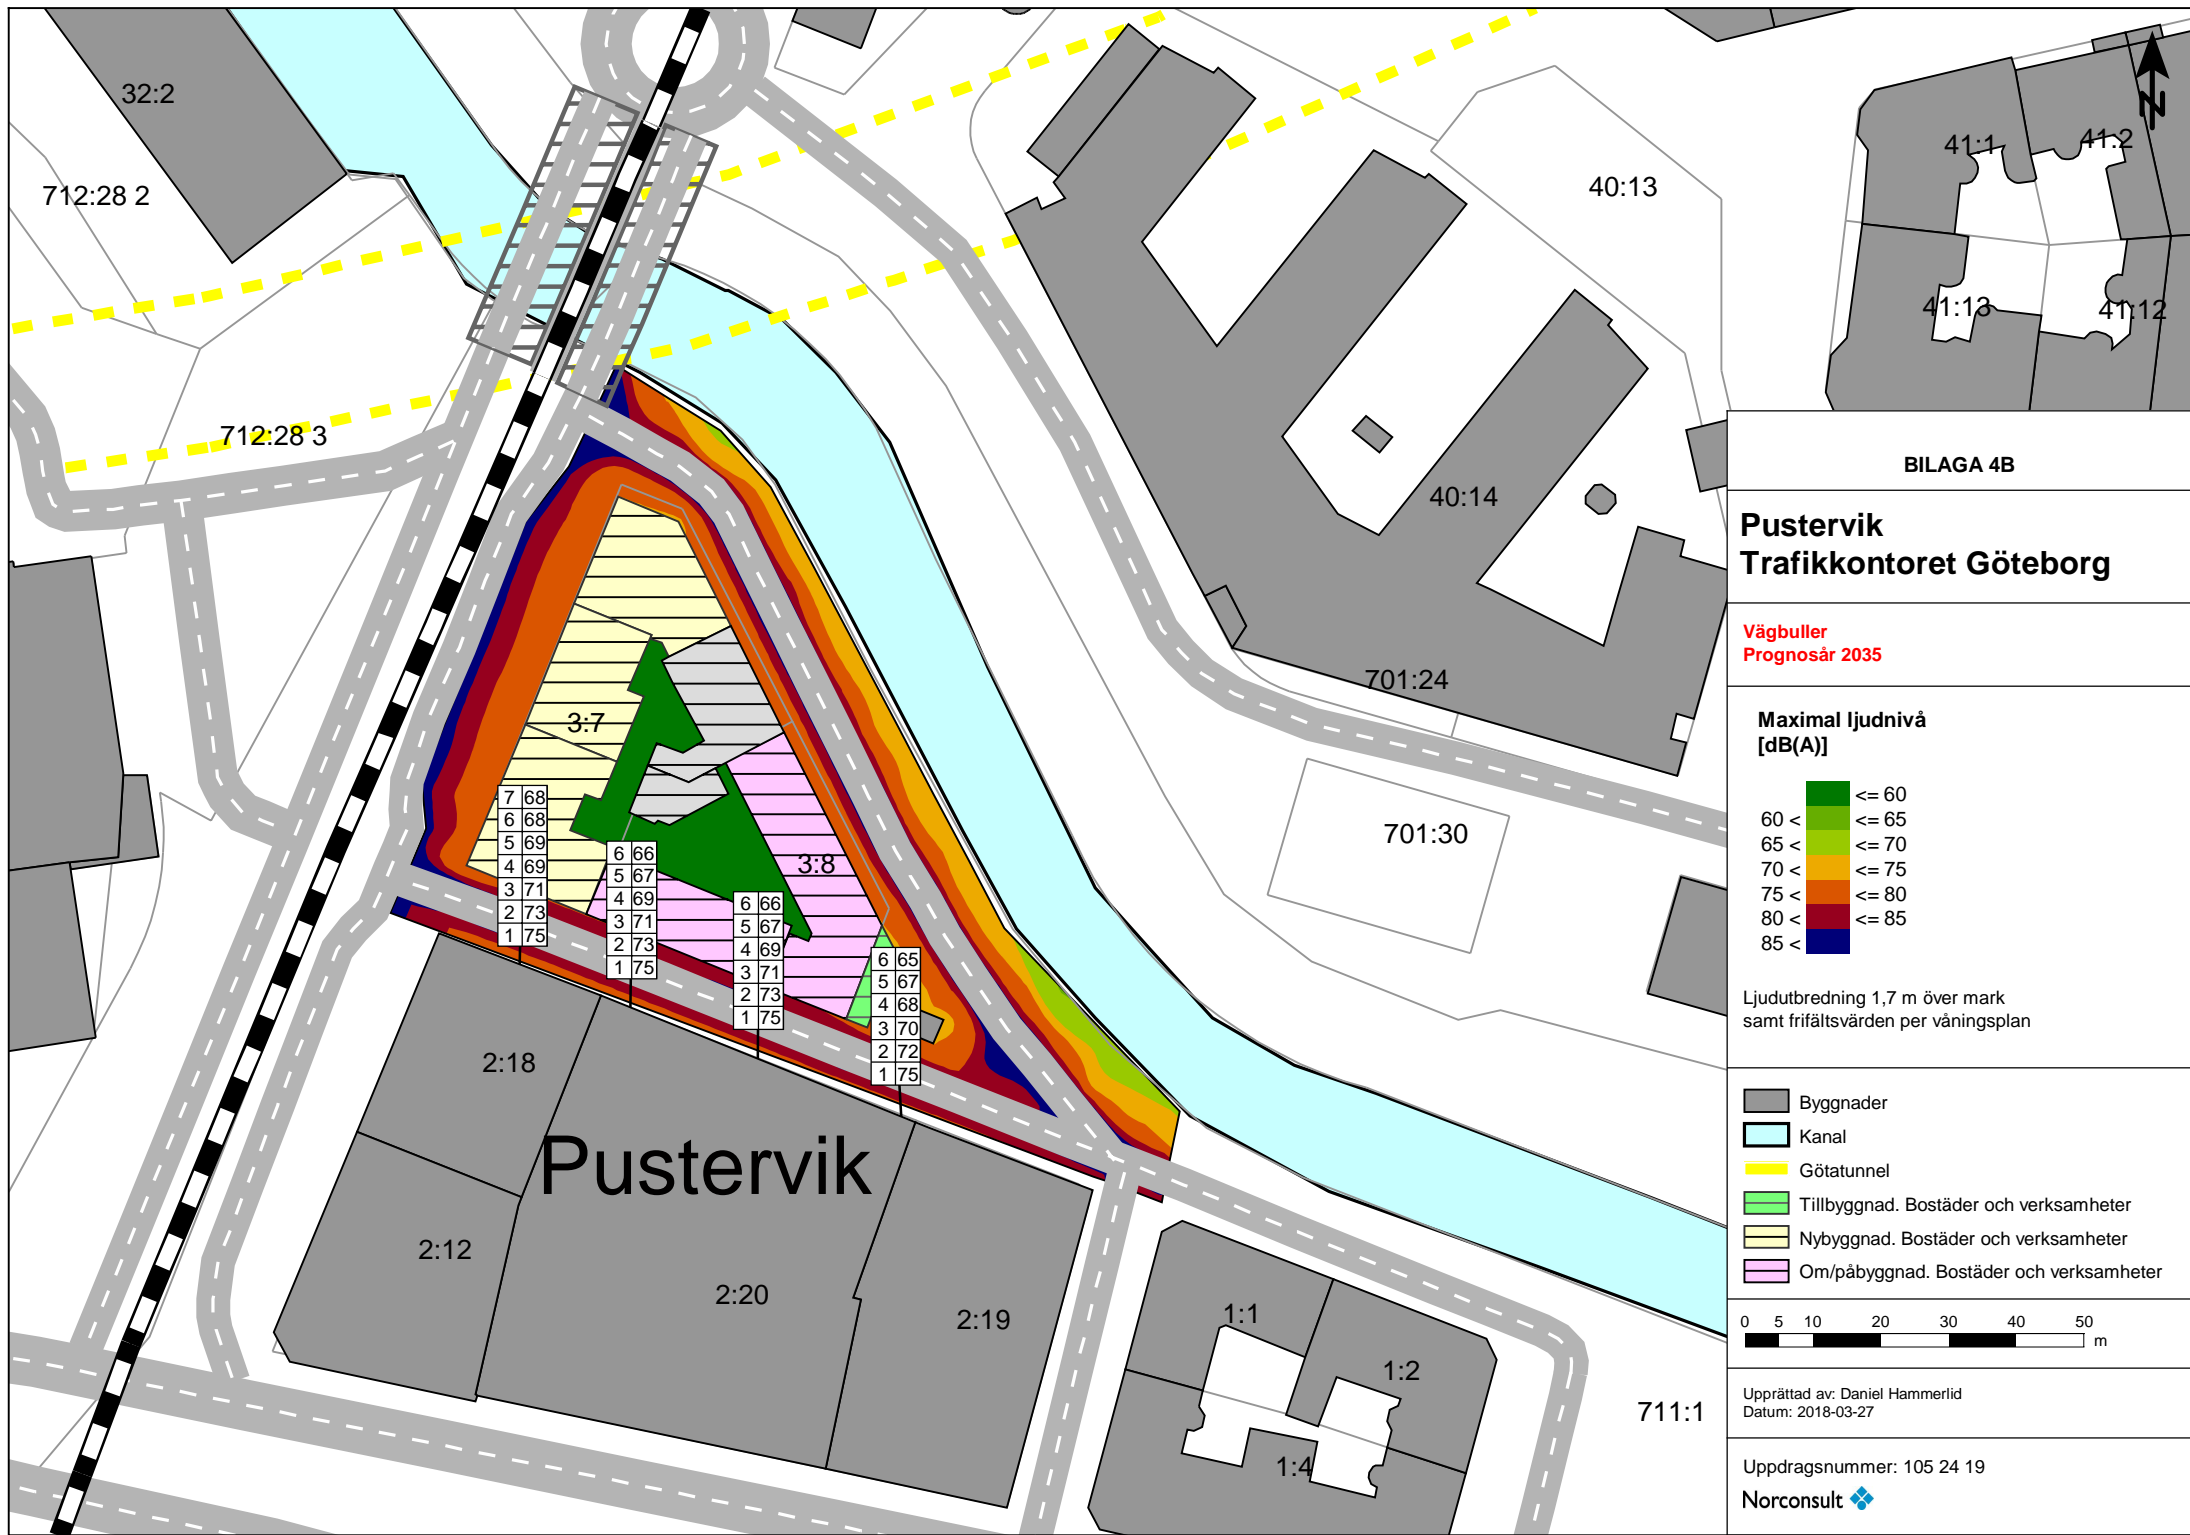 32:2
712:28 2
712:28 3
40:13
41:1
41:2
41:13
41:12
40:14
701:24
701:30
3:7
3:8
7 68
6 68
5 69
4 69
3 71
2 73
1 75
6 66
5 67
4 69
3 71
2 73
1 75
6 66
5 67
4 69
3 71
2 73
1 75
6 65
5 67
4 68
3 70
2 72
1 75
2:18
Pustervik
2:12
2:20
2:19
1:1
1:2
1:4
711:1
N
BILAGA 4B
Pustervik
Trafikkontoret Göteborg
Vägbuller
Prognosår 2035
Maximal ljudnivå
[dB(A)]
<= 60
60 < <= 65
65 < <= 70
70 < <= 75
75 < <= 80
80 < <= 85
85 <
Ljudutbredning 1,7 m över mark
samt frifältsvärden per våningsplan
Byggnader
Kanal
Götatunnel
Tillbyggnad. Bostäder och verksamheter
Nybyggnad. Bostäder och verksamheter
Om/påbyggnad. Bostäder och verksamheter
0 5 10 20 30 40 50
m
Upprättad av: Daniel Hammerlid
Datum: 2018-03-27
Uppdragsnummer: 105 24 19
Norconsult